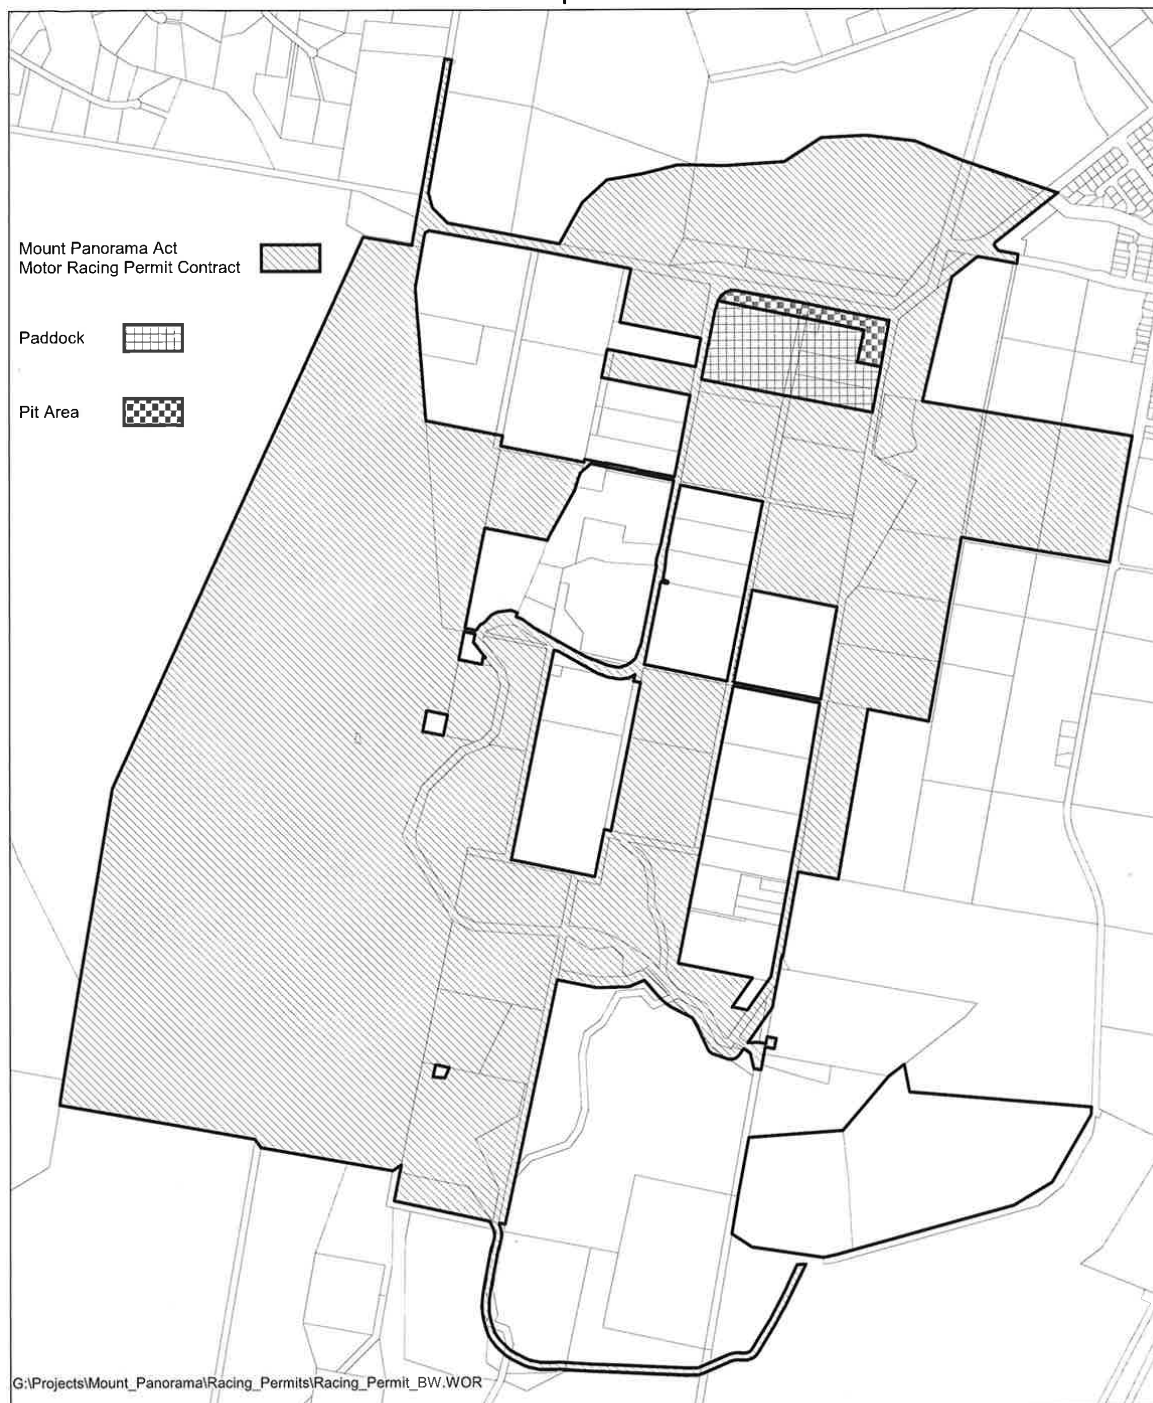 Mount Panorama Act
Motor Racing Permit Contract
Paddock
Pit Area
G:\Projects\Mount_Panorama\Racing_Permits\Racing_Permit_BW.WOR